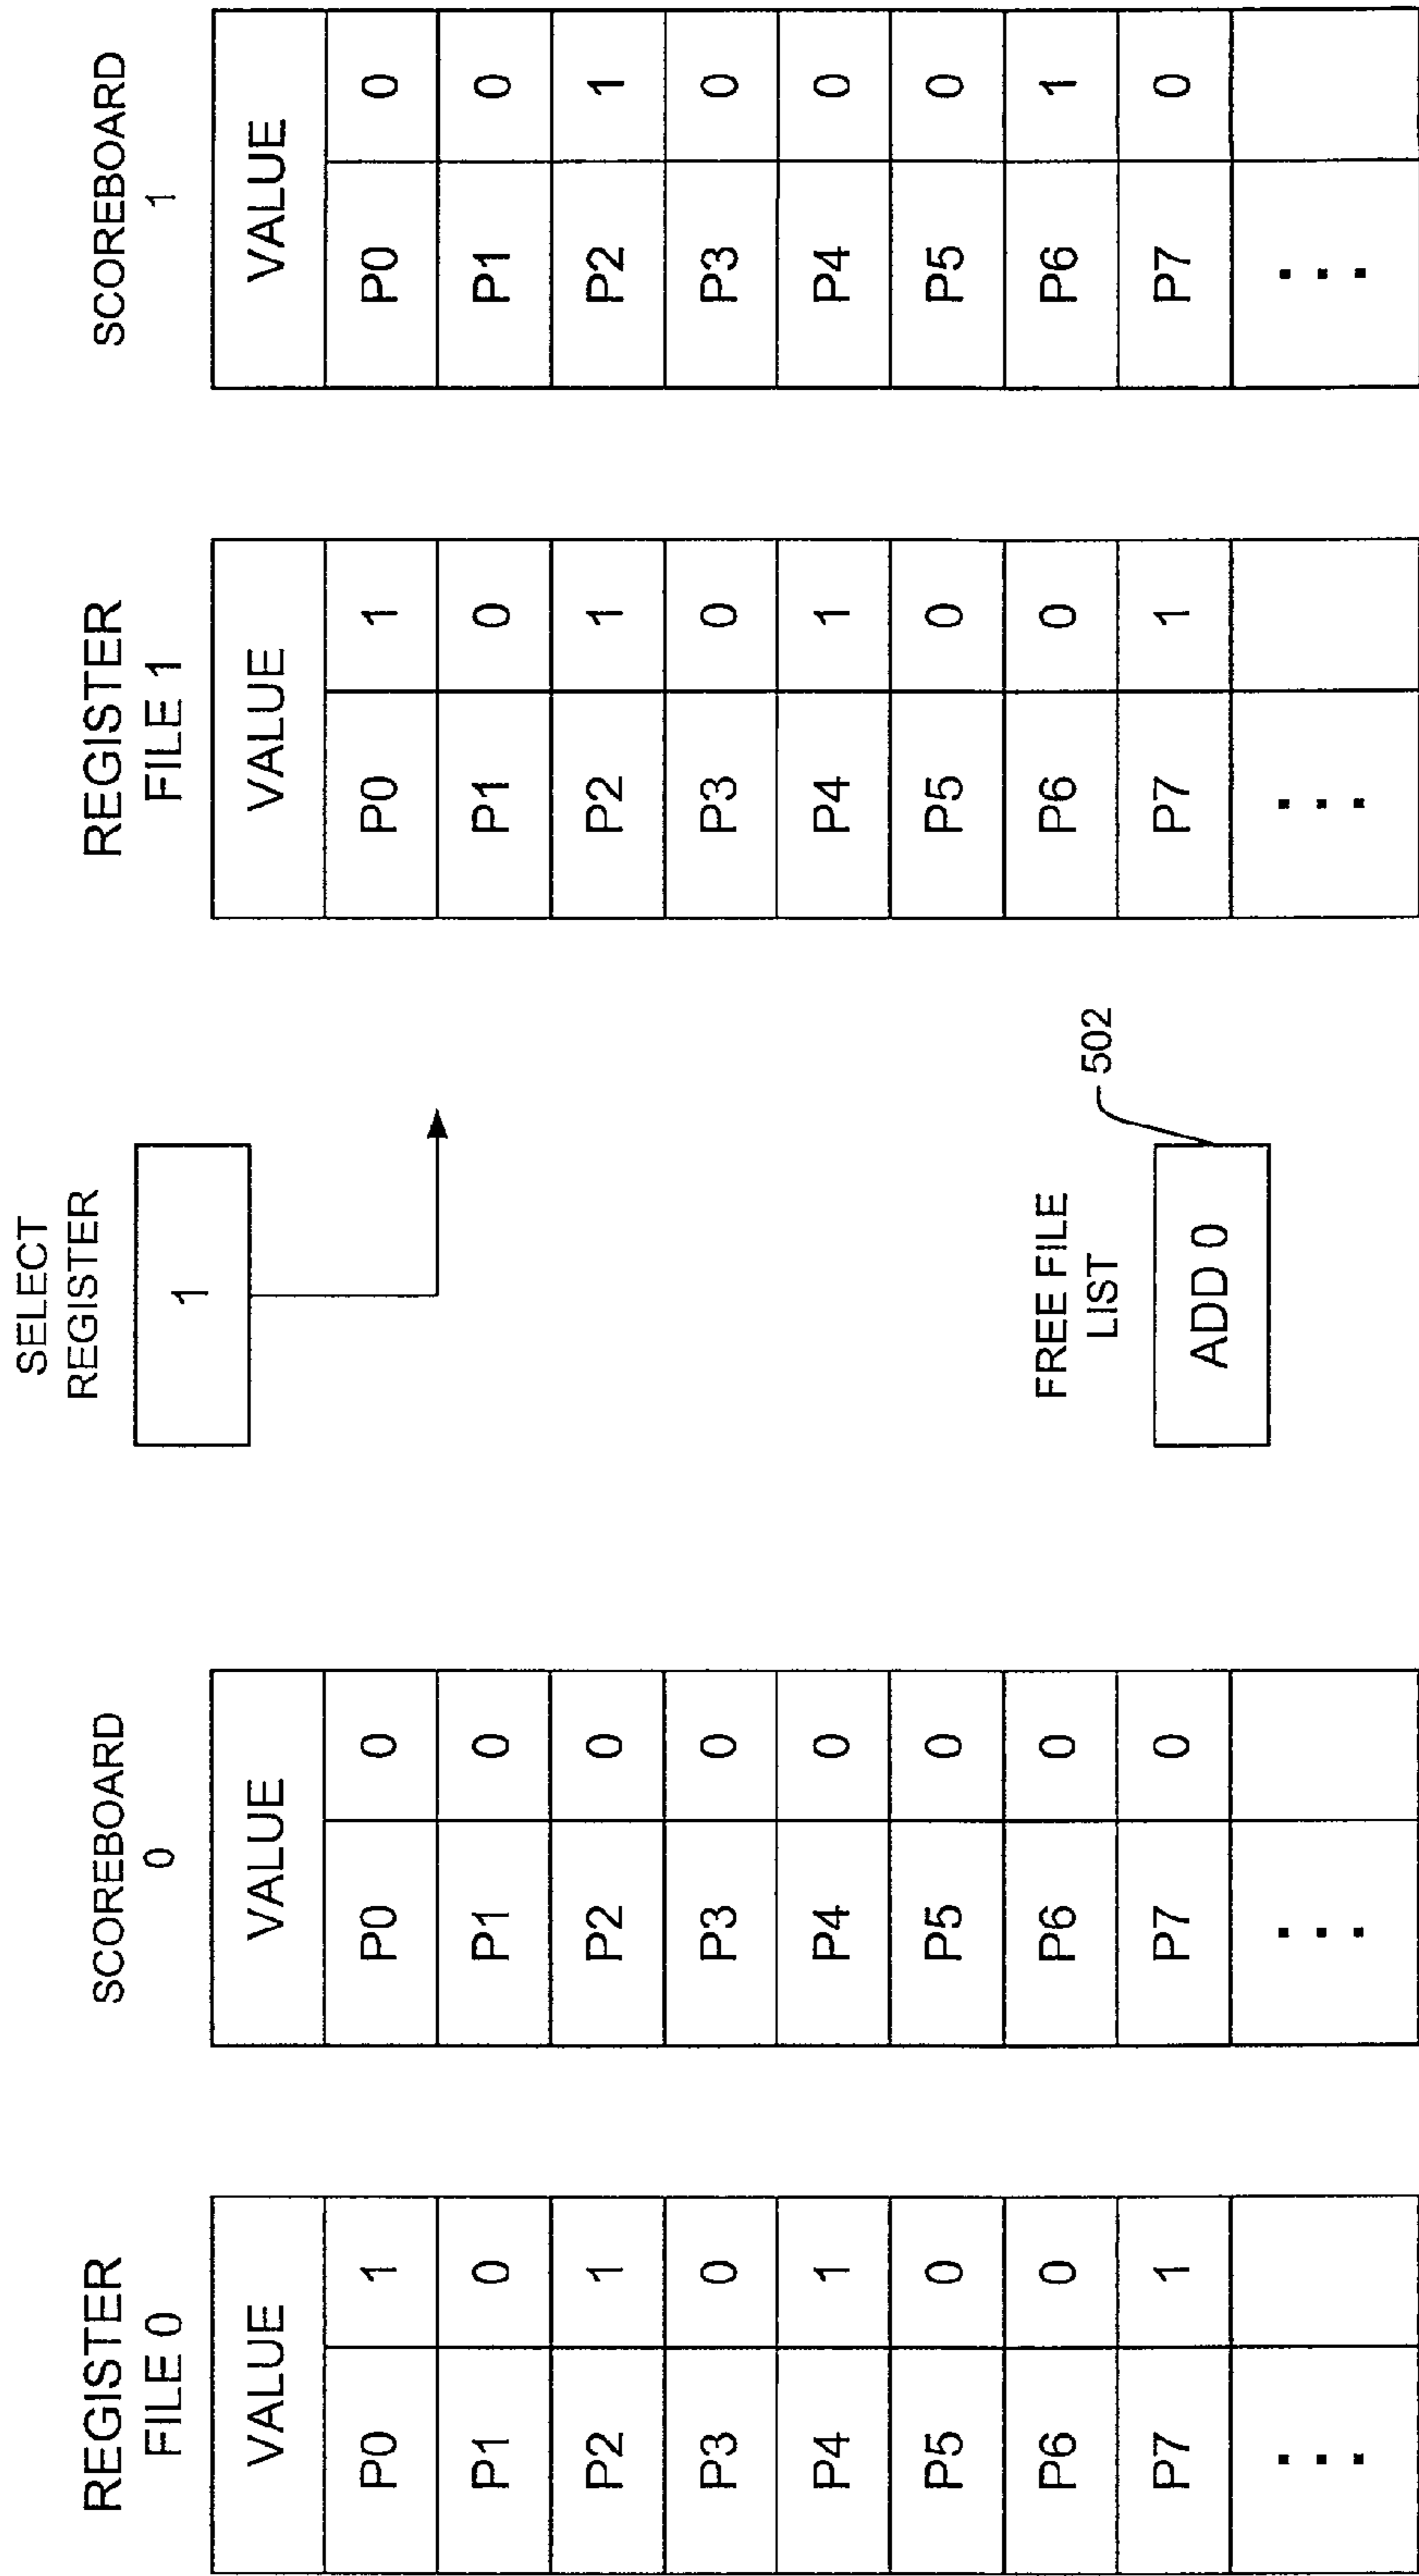 REGISTER
FILE 0
VALUE
P0 1
P1 0
P2 1
P3 0
P4 1
P5 0
P6 0
P7 1
. . .
SCOREBOARD
0
VALUE
P0 0
P1 0
P2 0
P3 0
P4 0
P5 0
P6 0
P7 0
. . .
SELECT
REGISTER
1
FREE FILE
LIST
ADD 0
502
REGISTER
FILE 1
VALUE
P0 1
P1 0
P2 1
P3 0
P4 1
P5 0
P6 0
P7 1
. . .
SCOREBOARD
1
VALUE
P0 0
P1 0
P2 1
P3 0
P4 0
P5 0
P6 1
P7 0
. . .